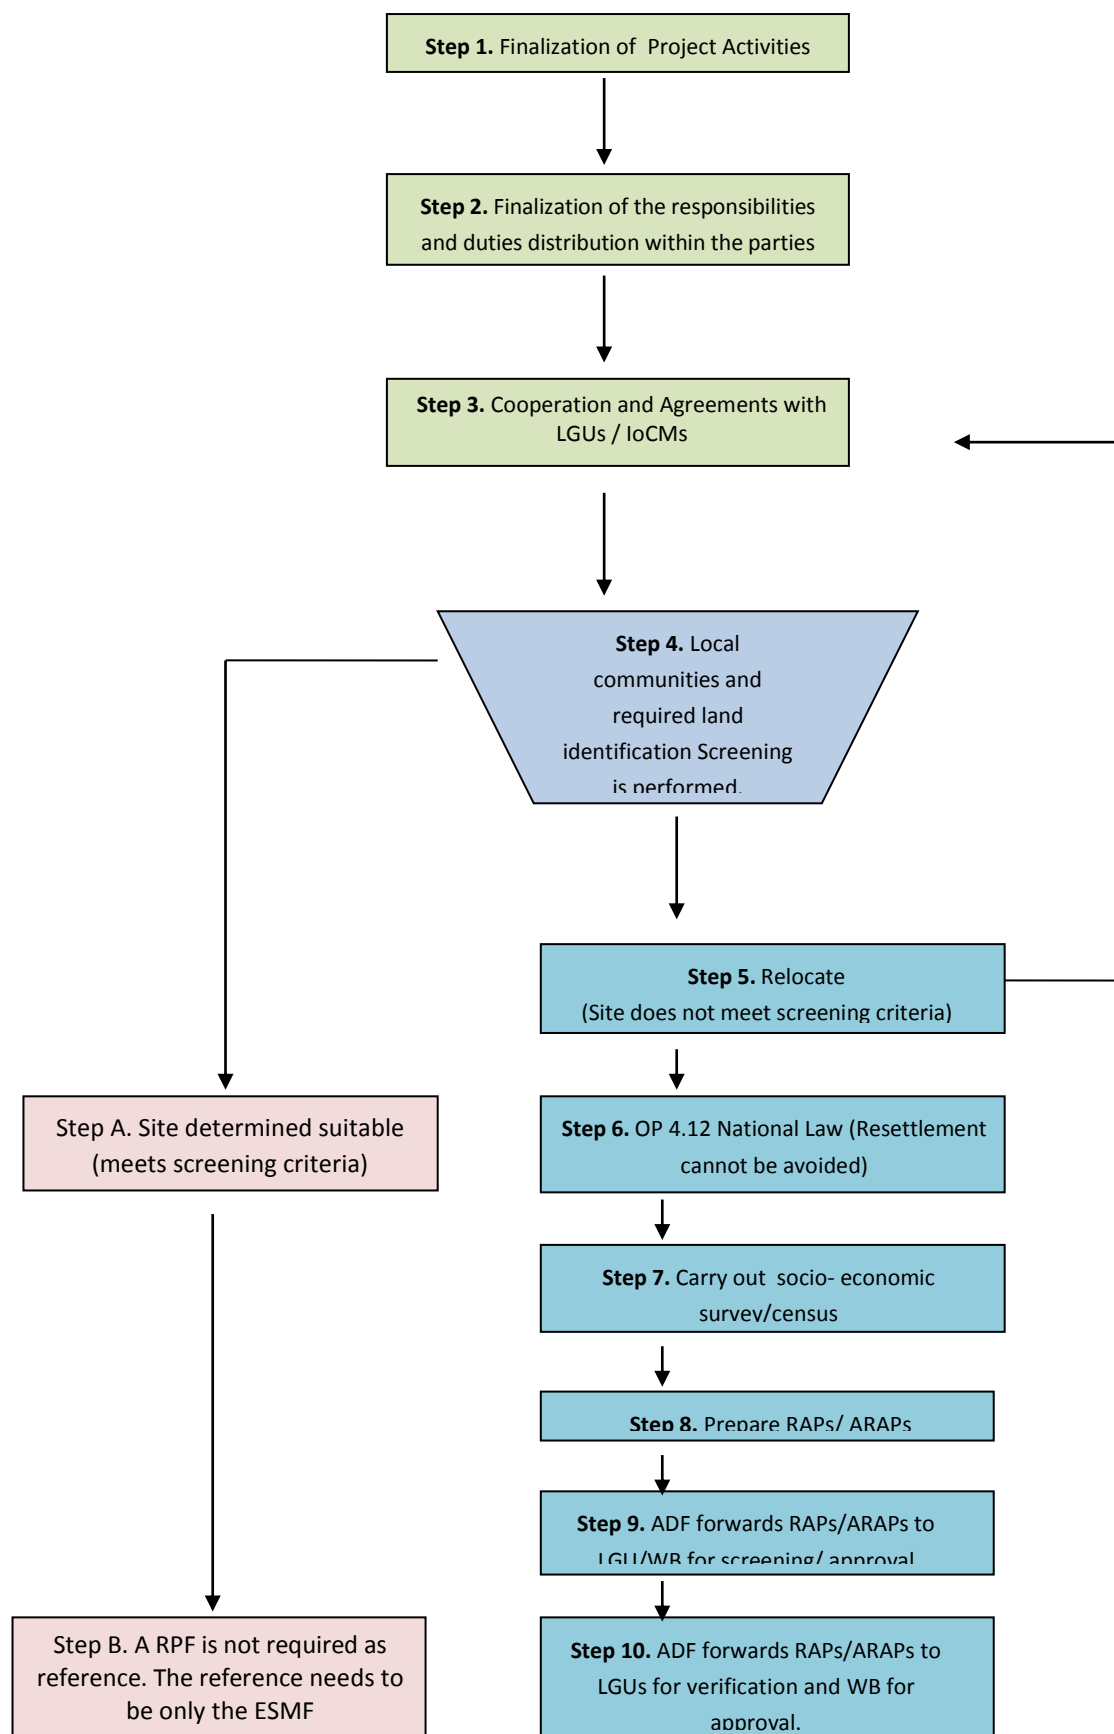 Step 1. Finalization of Project Activities
Step 2. Finalization of the responsibilities
and duties distribution within the parties
Step 3. Cooperation and Agreements with
LGUs / IoCMs
Step 4. Local
communities and
required land
identification Screening
is performed.
Step 5. Relocate
(Site does not meet screening criteria)
Step A. Site determined suitable
(meets screening criteria)
Step 6. OP 4.12 National Law (Resettlement
cannot be avoided)
Step 7. Carry out socio- economic
survey/census
Step 8. Prepare RAPs/ ARAPs
Step 9. ADF forwards RAPs/ARAPs to
LGU/WB for screening/ approval
Step B. A RPF is not required as
reference. The reference needs to
be only the ESMF
Step 10. ADF forwards RAPs/ARAPs to
LGUs for verification and WB for
approval.